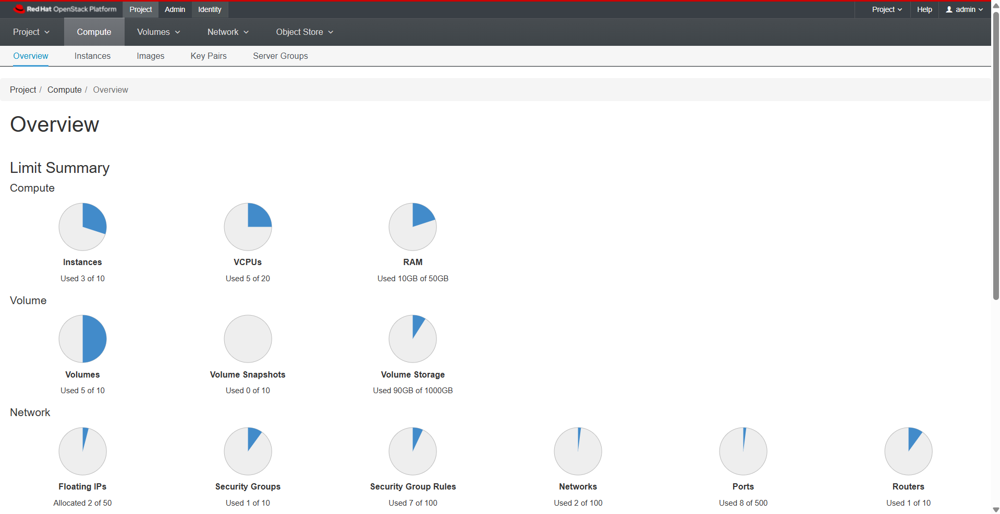 Red Hat OpenStack Platform Project Admin Identity Project Help admin
Project Compute Volumes Network Object Store
Overview Instances Images Key Pairs Server Groups
Project / Compute / Overview
Overview
Limit Summary
Compute
Instances VCPUs RAM
Used 3 of 10 Used 5 of 20 Used 10GB of 50GB
Volume
Volumes Volume Snapshots Volume Storage
Used 5 of 10 Used 0 of 10 Used 90GB of 1000GB
Network
Floating IPs Security Groups Security Group Rules Networks Ports Routers
Allocated 2 of 50 Used 1 of 10 Used 7 of 100 Used 2 of 100 Used 8 of 500 Used 1 of 10